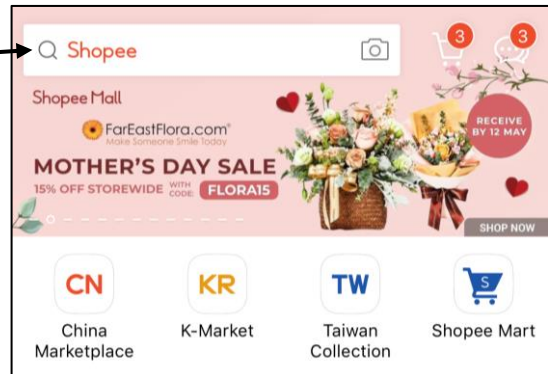 Shopee
3
3
Shopee Mall
FarEastFlora.com®
Make Someone Smile Today
MOTHER'S DAY SALE
15% OFF STOREWIDE WITH CODE: FLORA15
RECEIVE
BY 12 MAY
SHOP NOW
CN
KR
TW
S
China
Marketplace
K-Market
Taiwan
Collection
Shopee Mart